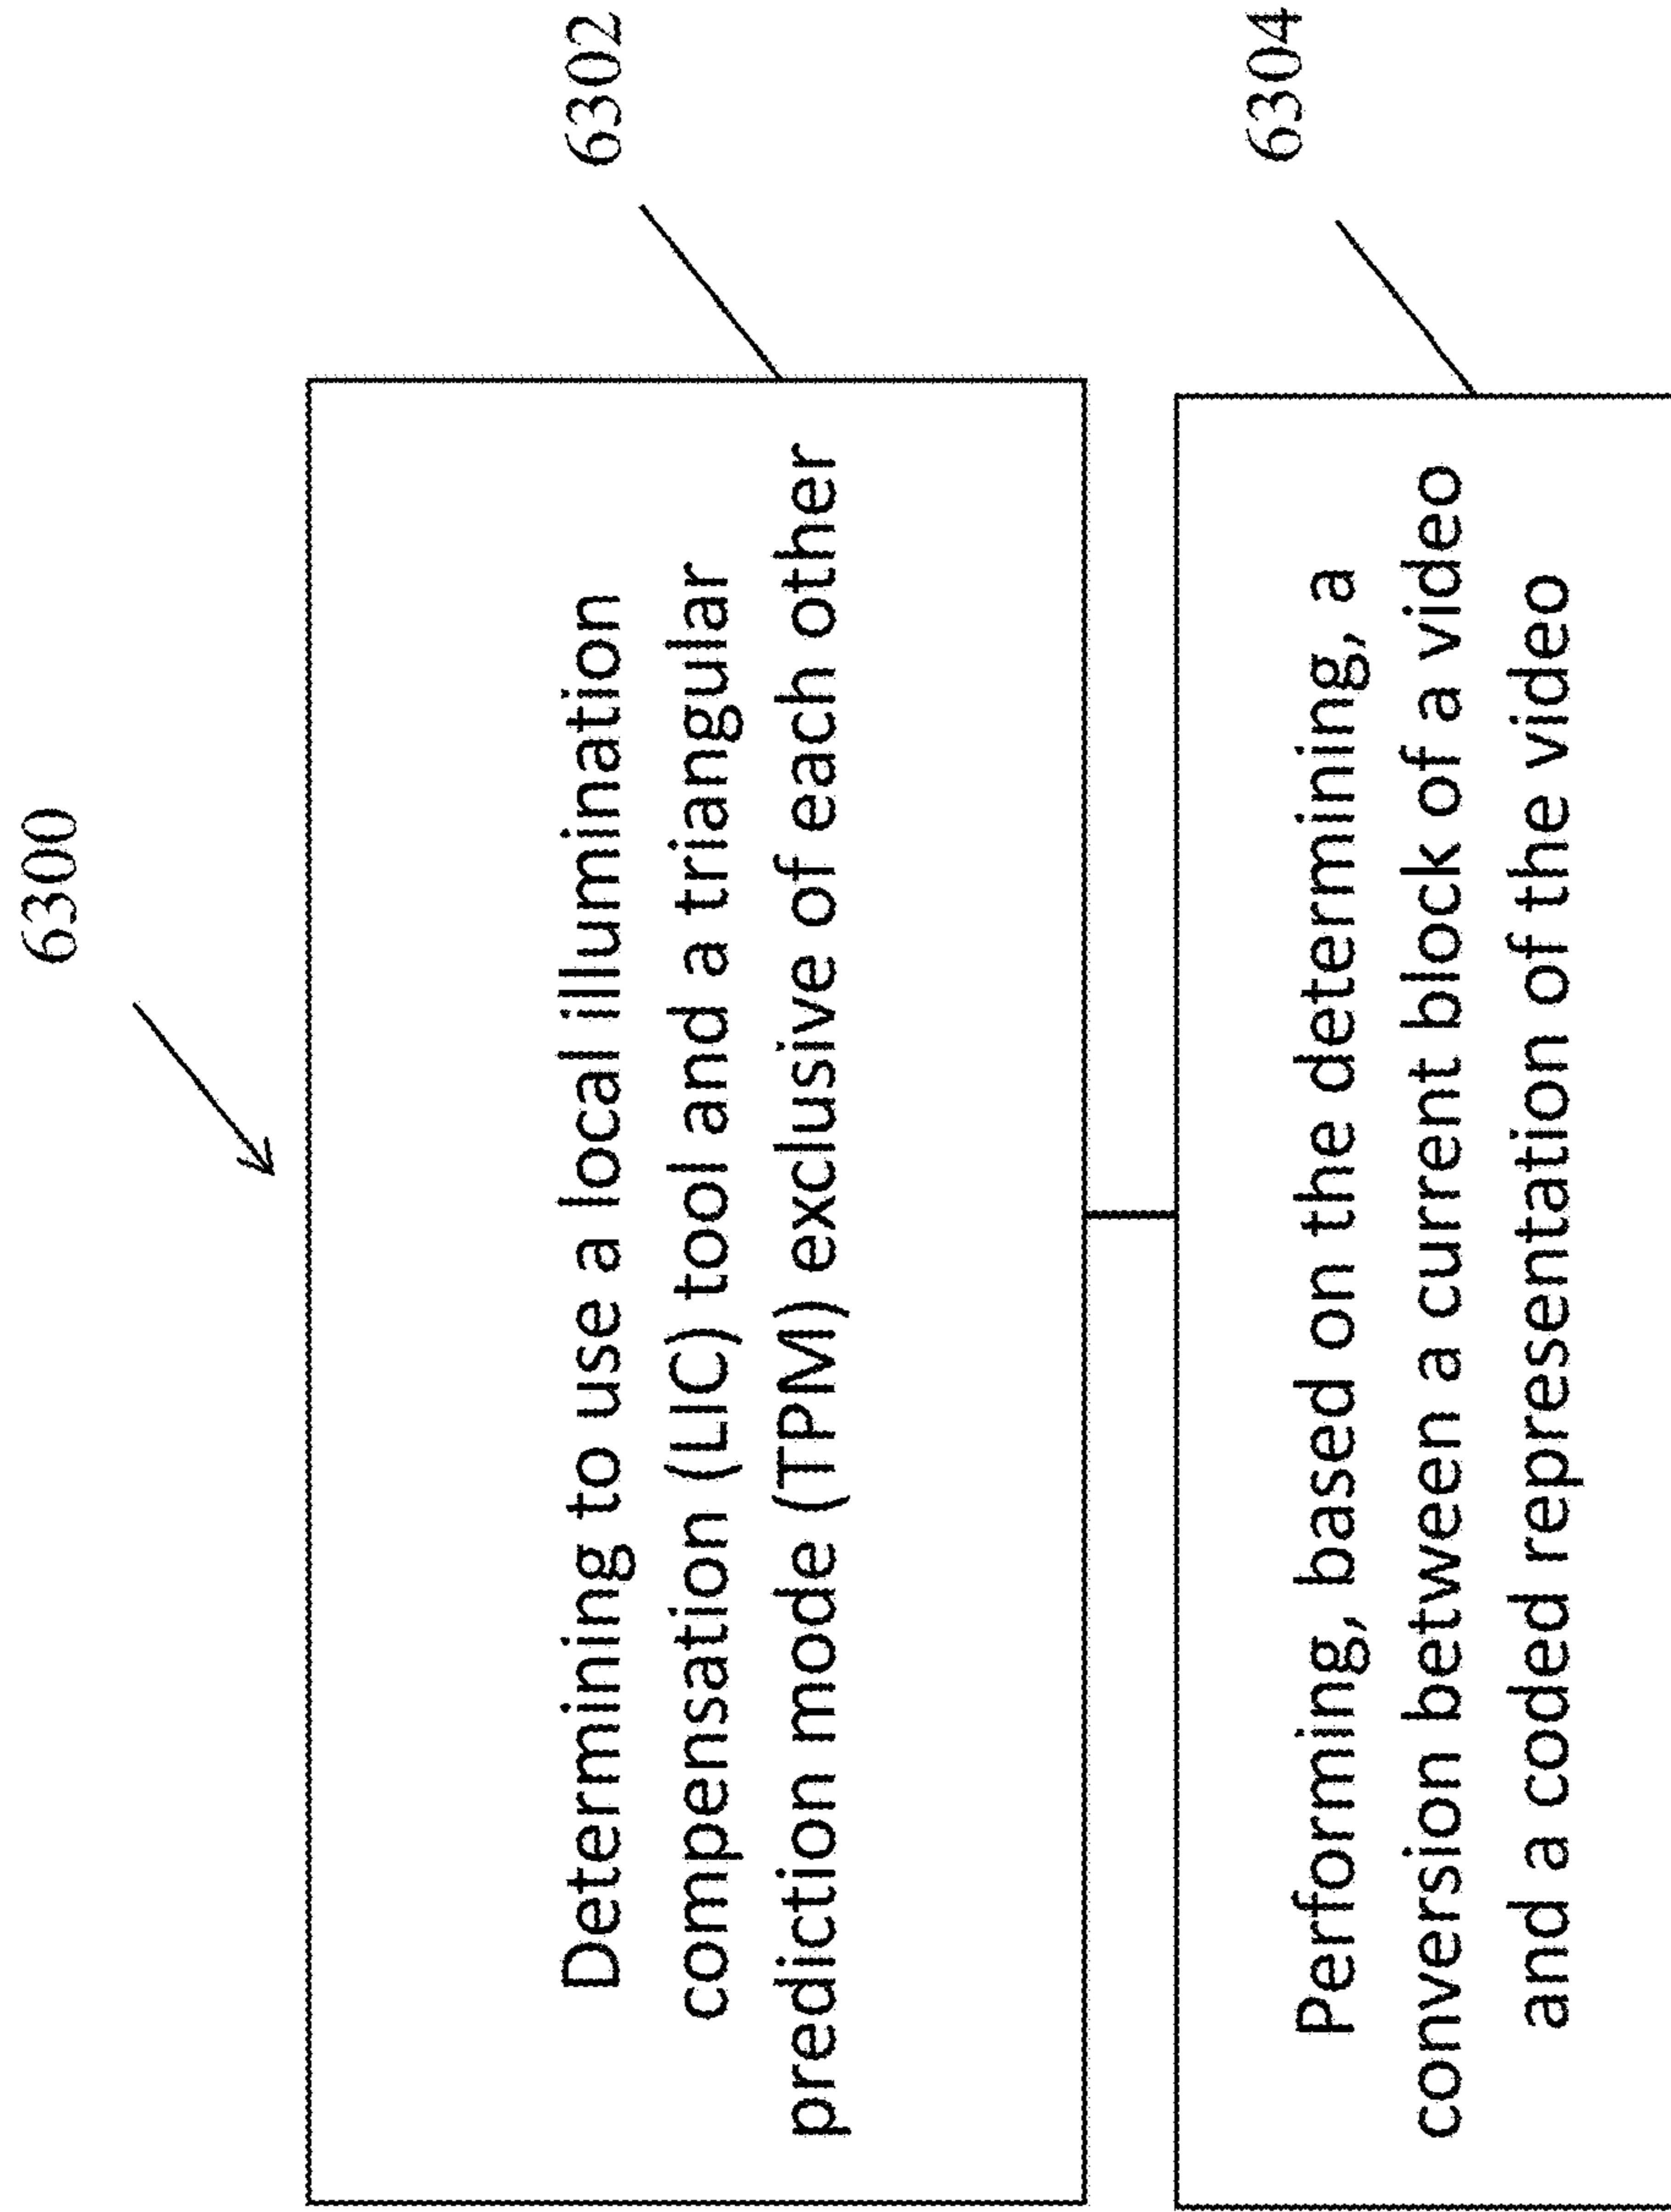 6300
Determining to use a local illumination
compensation (LIC) tool and a triangular
prediction mode (TPM) exclusive of each other
6302
Performing, based on the determining, a
conversion between a current block of a video
and a coded representation of the video
6304